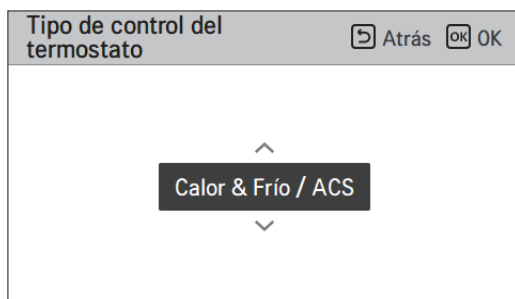 Tipo de control del
termostato
Atrás OK OK
Calor & Frío / ACS